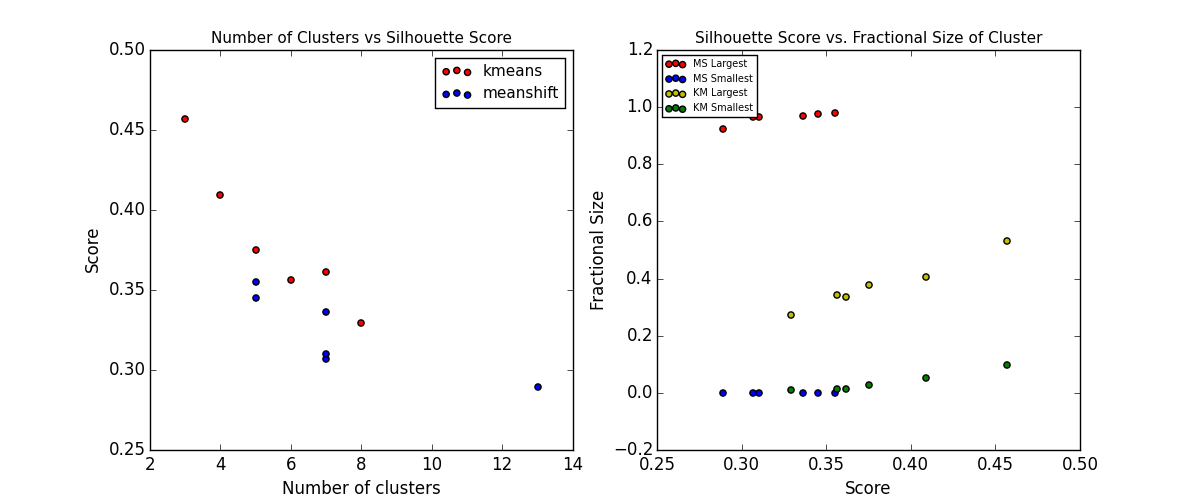 Number of Clusters vs Silhouette Score
0.50
0.45
0.40
0.35
0.30
0.25
Score
kmeans
meanshift
2 4 6 8 10 12 14
Number of clusters
Silhouette Score vs. Fractional Size of Cluster
1.2
1.0
0.8
0.6
0.4
0.2
0.0
−0.2
Fractional Size
MS Largest
MS Smallest
KM Largest
KM Smallest
0.25 0.30 0.35 0.40 0.45 0.50
Score